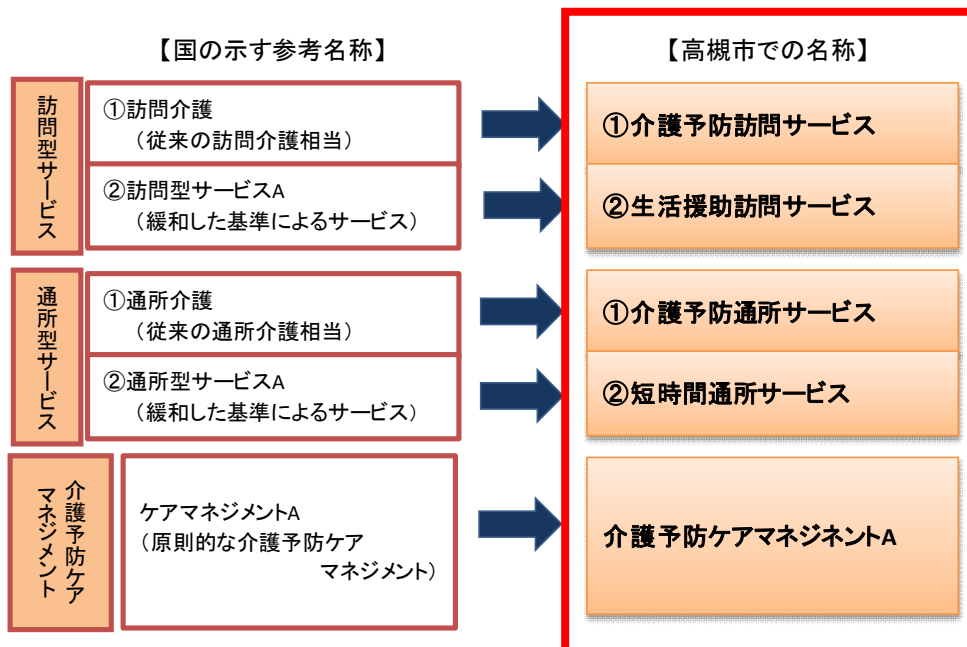 【国の示す参考名称】
【高槻市での名称】
訪問型サービス
①訪問介護
（従来の訪問介護相当）
①介護予防訪問サービス
②訪問型サービスA
（緩和した基準によるサービス）
②生活援助訪問サービス
通所型サービス
①通所介護
（従来の通所介護相当）
①介護予防通所サービス
②通所型サービスA
（緩和した基準によるサービス）
②短時間通所サービス
介護予防ケア
マネジメント
ケアマネジメントA
（原則的な介護予防ケア
マネジメント）
介護予防ケアマネジネントA